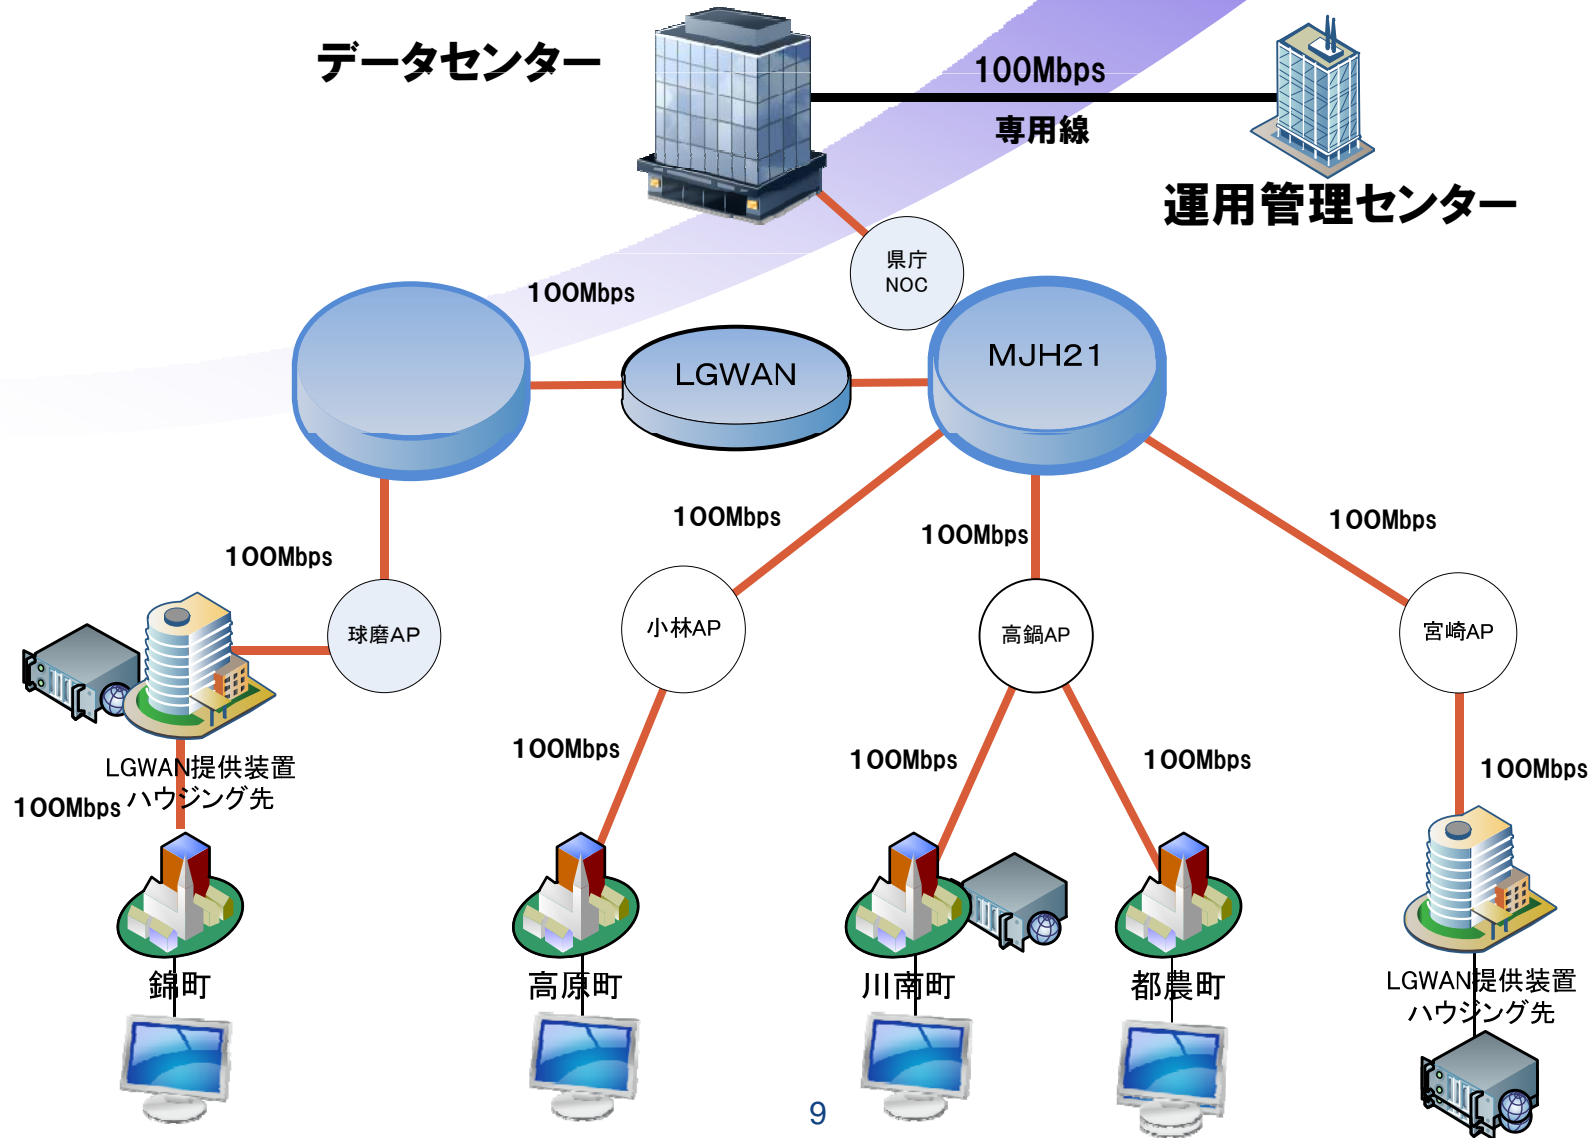 データセンター
100Mbps
専用線
運用管理センター
県庁
NOC
100Mbps
LGWAN
MJH21
100Mbps
100Mbps
100Mbps
100Mbps
球磨AP
小林AP
高鍋AP
宮崎AP
LGWAN提供装置
ハウジング先
100Mbps
100Mbps
100Mbps
100Mbps
100Mbps
錦町
高原町
川南町
都農町
LGWAN提供装置
ハウジング先
9